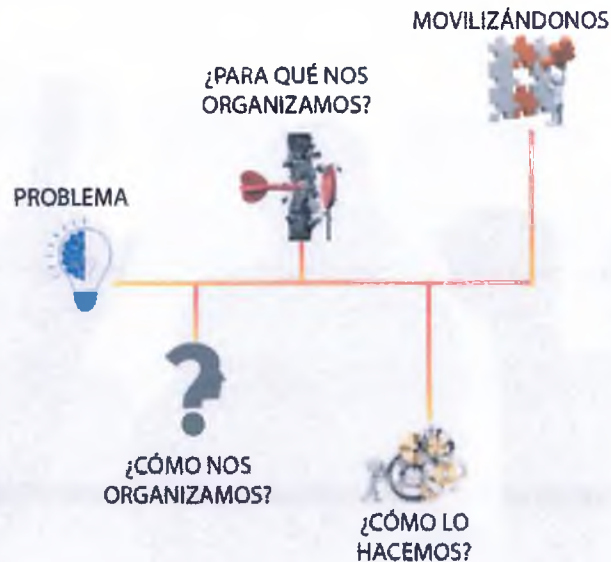 PROBLEMA
¿CÓMO NOS
ORGANIZAMOS?
¿PARA QUÉ NOS
ORGANIZAMOS?
¿CÓMO LO
HACEMOS?
MOVILIZÁNDONOS